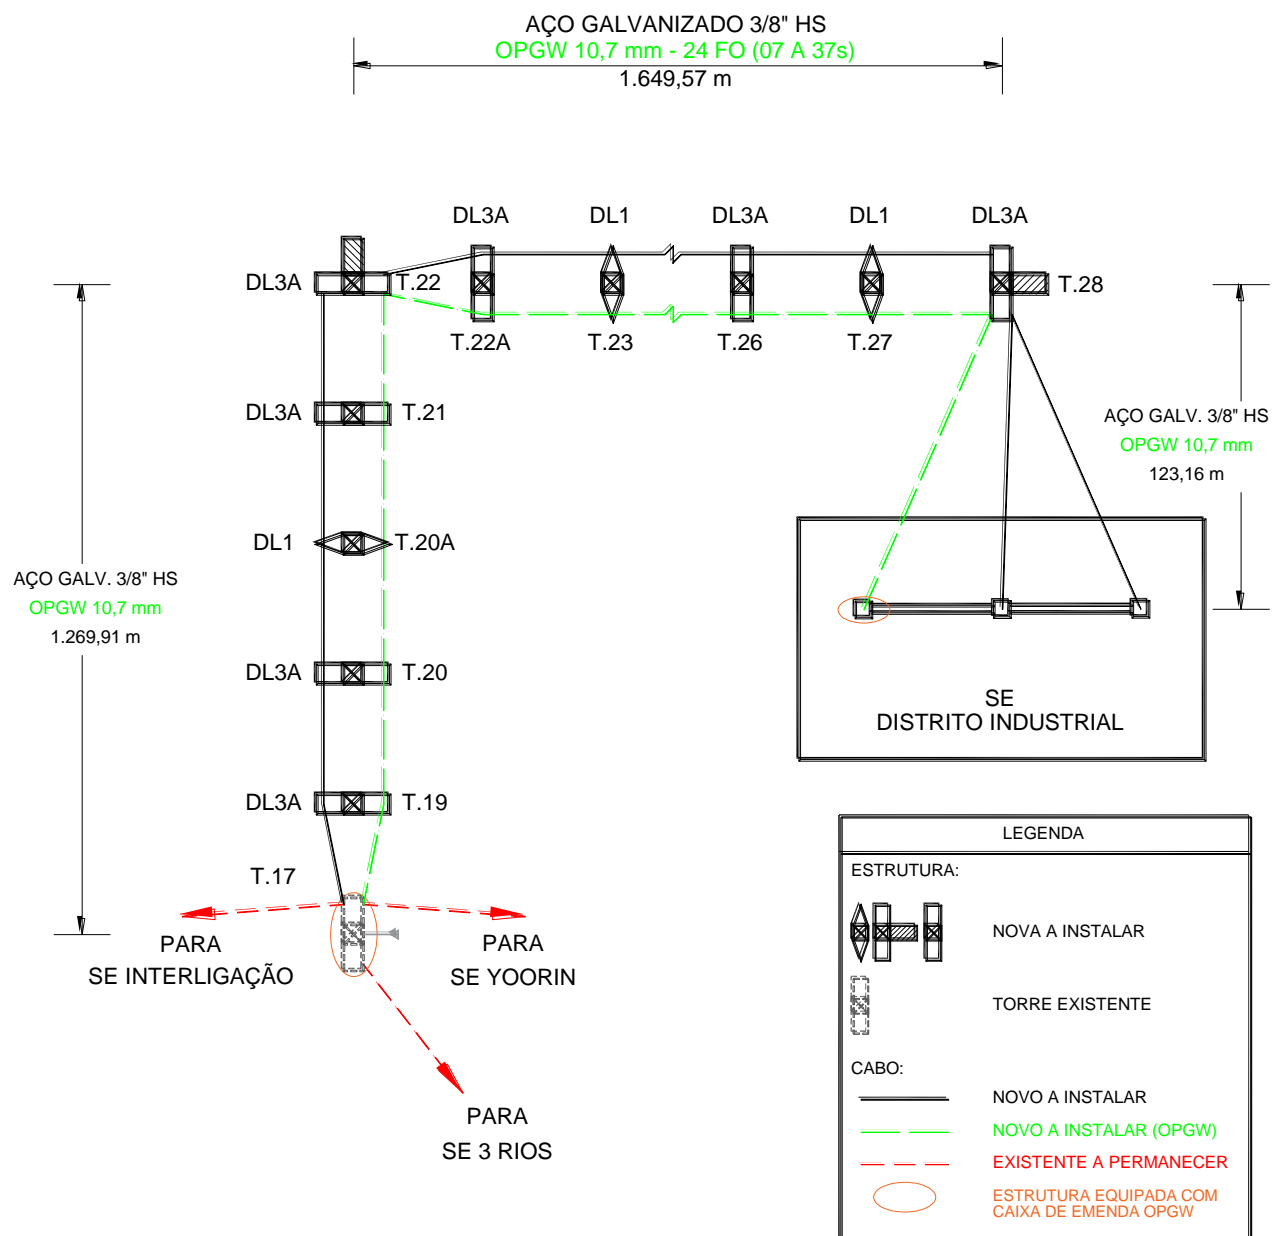 AÇO GALVANIZADO 3/8" HS
OPGW 10,7 mm - 24 FO (07 A 37s)
1.649,57 m
DL3A DL1 DL3A DL1 DL3A
DL3A T.22 T.28
T.22A T.23 T.26 T.27
DL3A T.21
AÇO GALV. 3/8" HS
OPGW 10,7 mm
123,16 m
DL1 T.20A
AÇO GALV. 3/8" HS
OPGW 10,7 mm
1.269,91 m
DL3A T.20
SE
DISTRITO INDUSTRIAL
DL3A T.19
T.17
PARA
SE INTERLIGAÇÃO
PARA
SE YOORIN
PARA
SE 3 RIOS
LEGENDA
ESTRUTURA:
NOVA A INSTALAR
TORRE EXISTENTE
CABO:
NOVO A INSTALAR
NOVO A INSTALAR (OPGW)
EXISTENTE A PERMANECER
ESTRUTURA EQUIPADA COM
CAIXA DE EMENDA OPGW